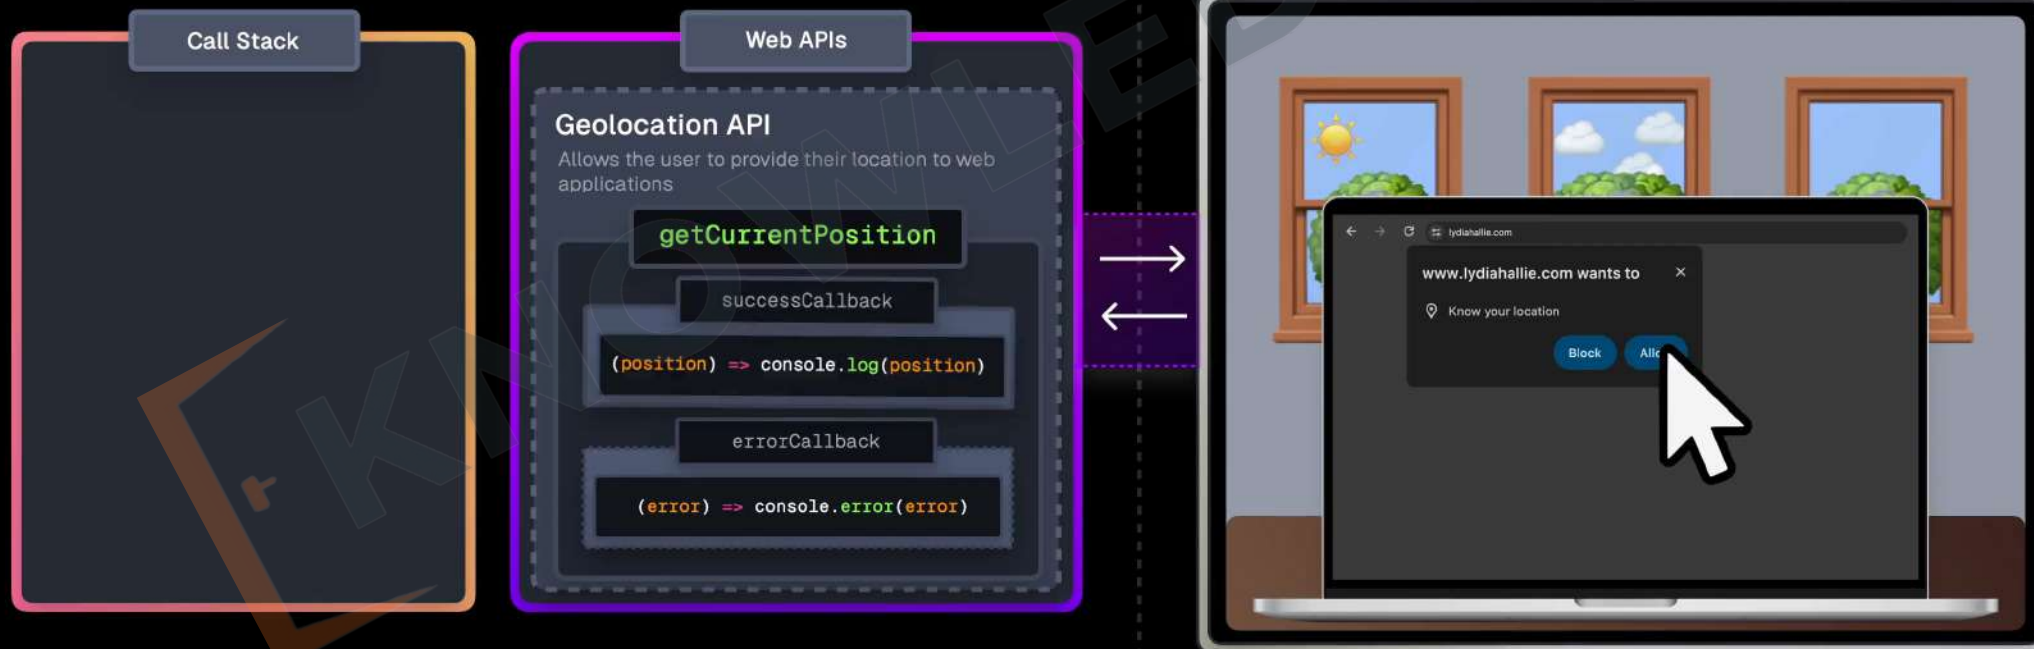 Call Stack
Web APIs
Geolocation API
Allows the user to provide their location to web
applications
getCurrentPosition
successCallback
(position) => console.log(position)
errorCallback
(error) => console.error(error)
lydiahallie.com
www.lydiahallie.com wants to
Know your location
Block